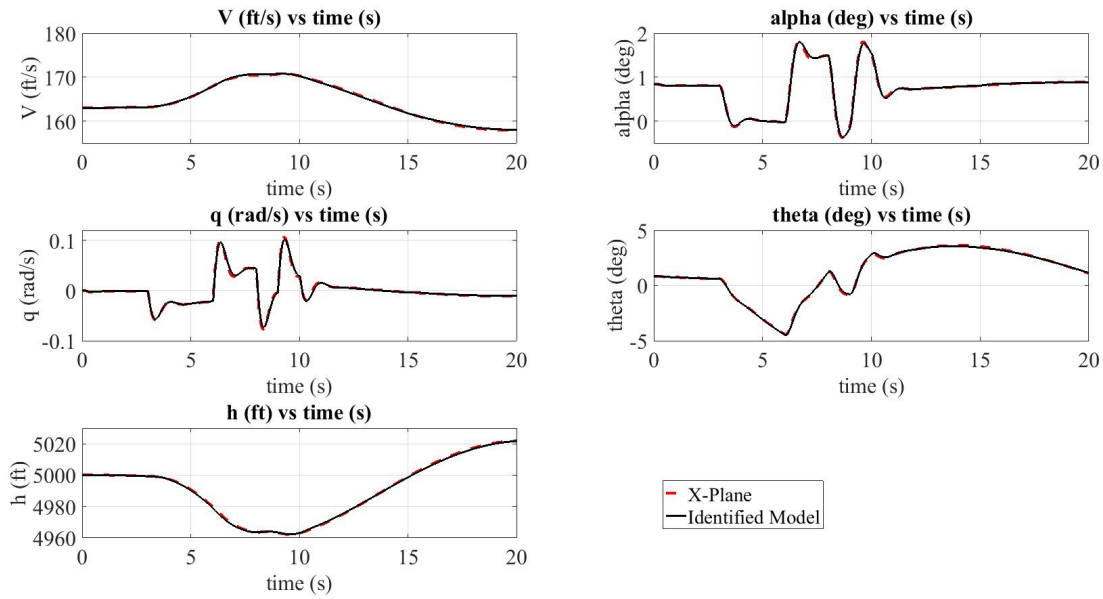 V (ft/s) vs time (s)
180
170
160
V (ft/s)
0 5 10 15 20
time (s)
alpha (deg) vs time (s)
2
1
0
alpha (deg)
0 5 10 15 20
time (s)
q (rad/s) vs time (s)
0.1
0
-0.1
q (rad/s)
0 5 10 15 20
time (s)
theta (deg) vs time (s)
5
0
-5
theta (deg)
0 5 10 15 20
time (s)
h (ft) vs time (s)
5020
5000
4980
4960
h (ft)
0 5 10 15 20
time (s)
X-Plane
Identified Model